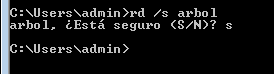 C:\Users\admin>rd /s arbol
arbol, ¿Está seguro (S/N)? s
C:\Users\admin>